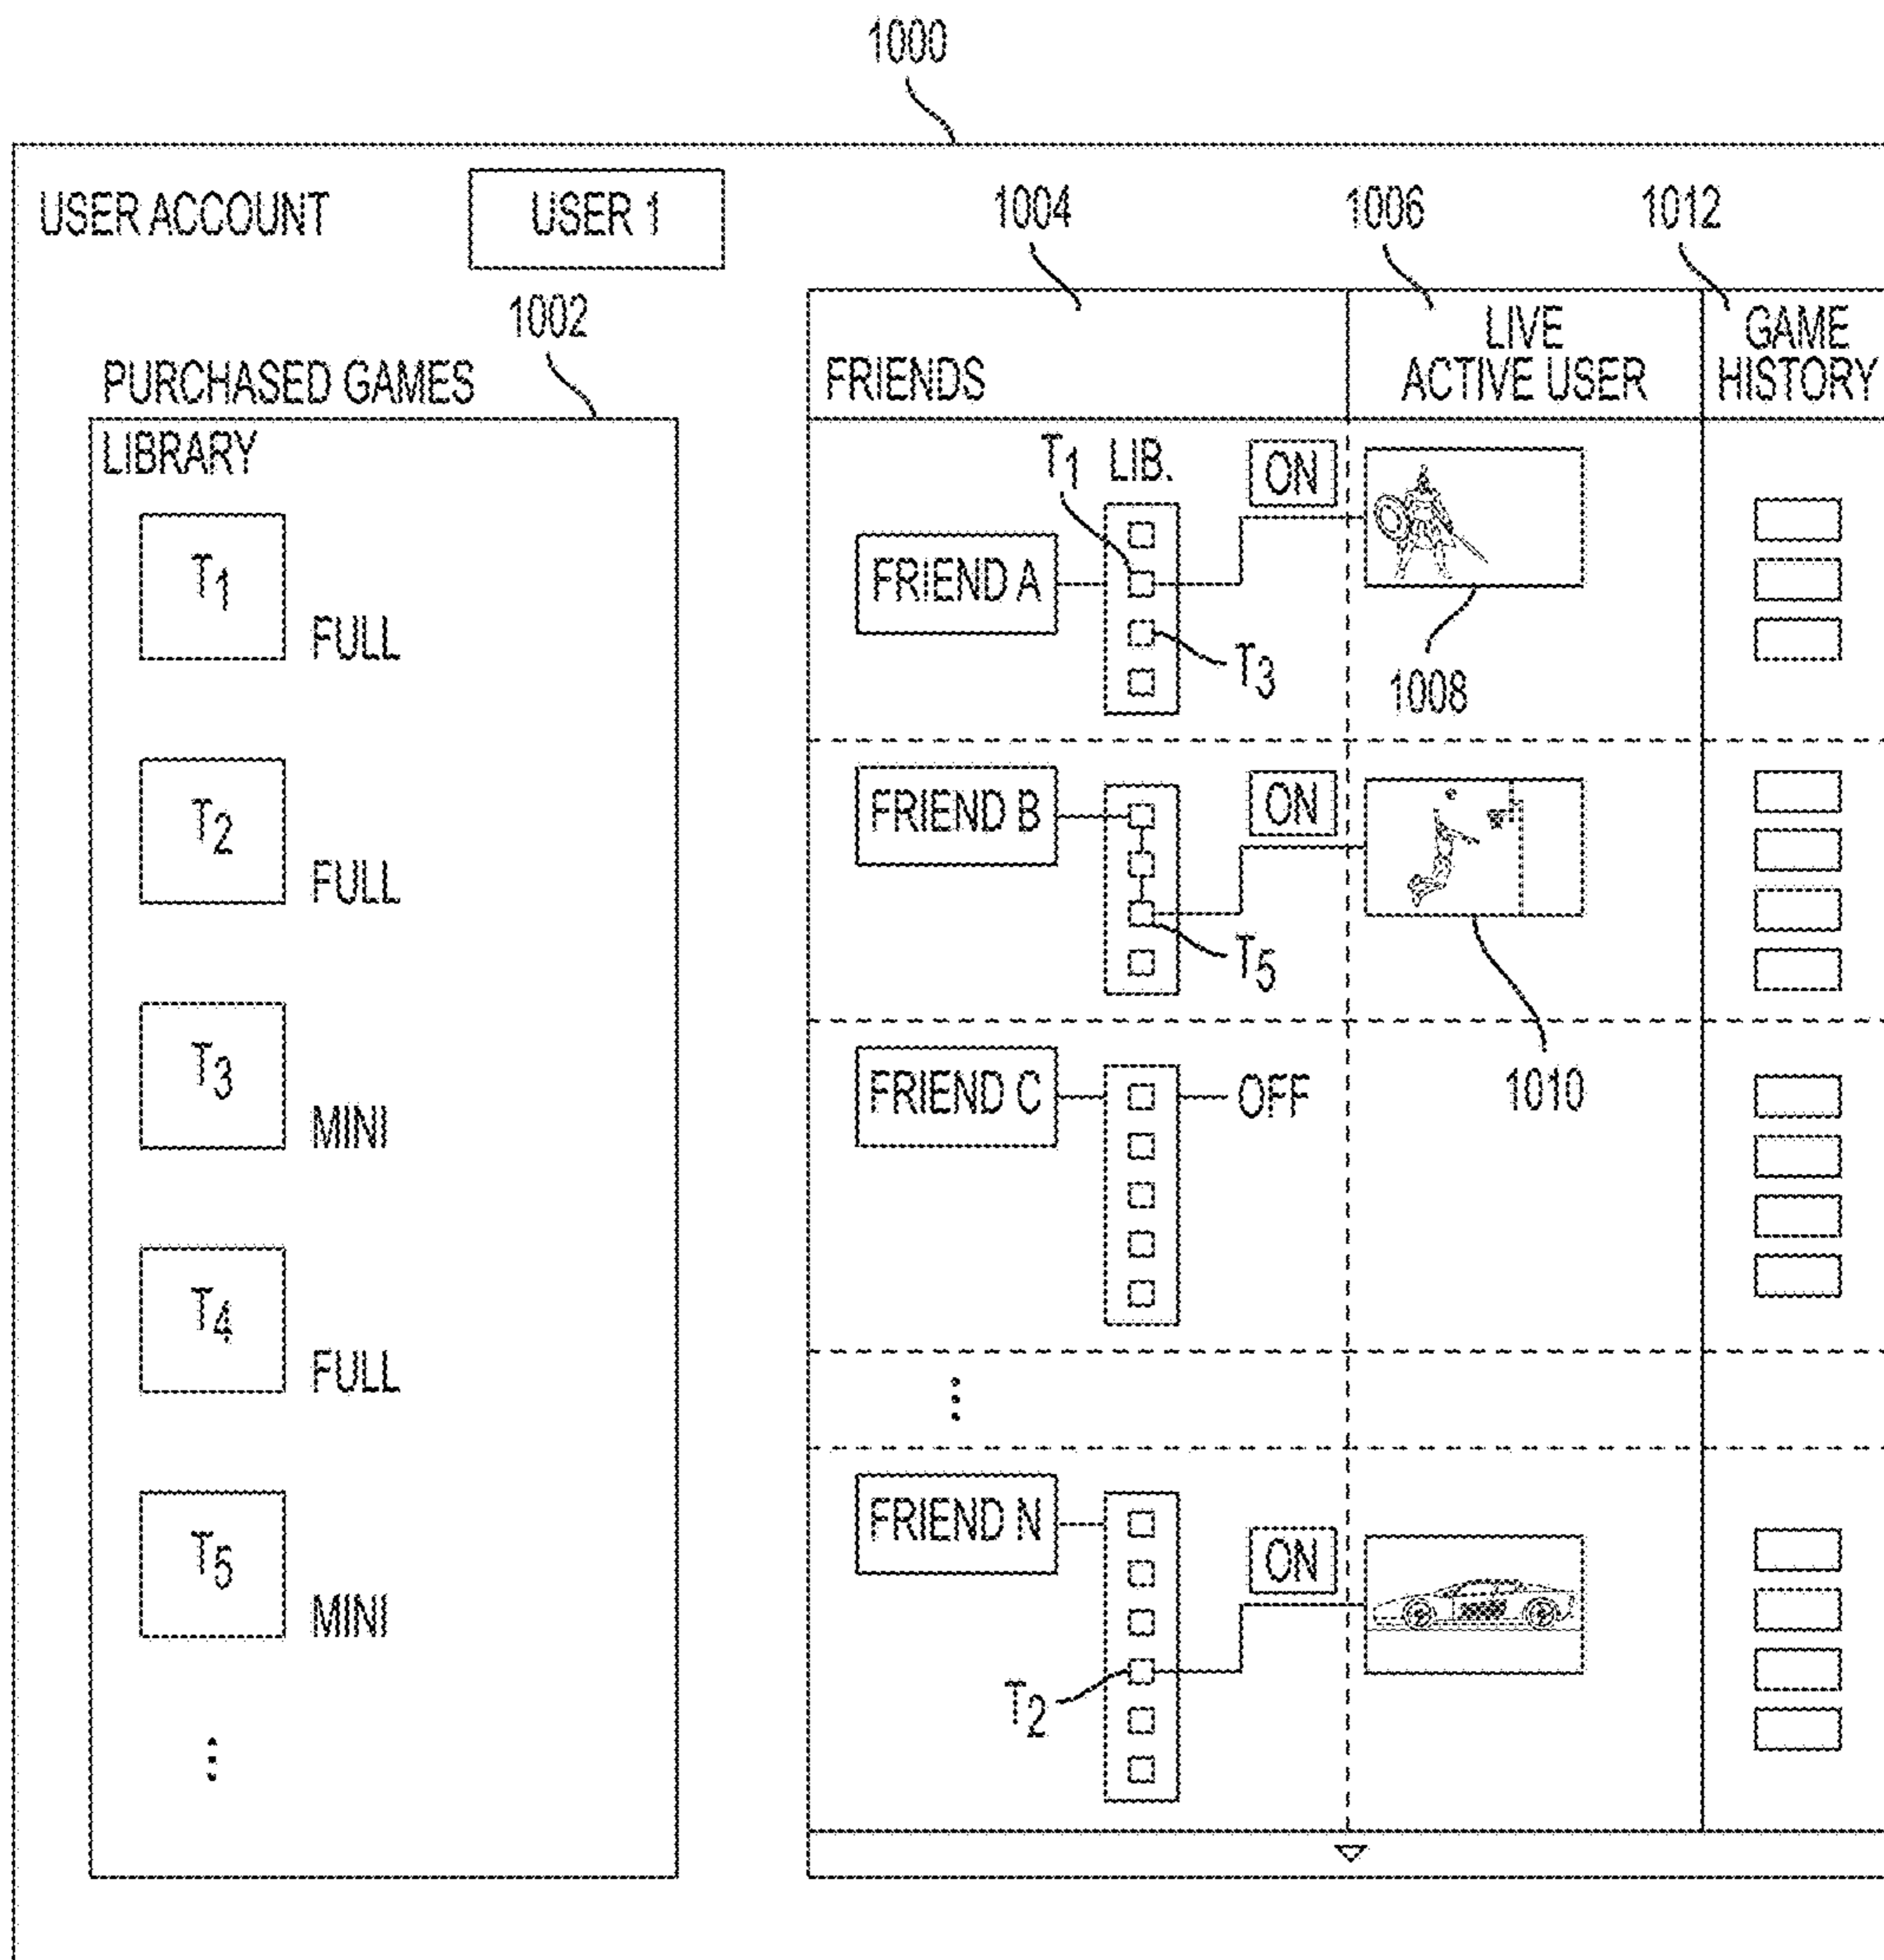 1000
USER ACCOUNT
USER 1
1002
PURCHASED GAMES
LIBRARY
T1
FULL
T2
FULL
T3
MINI
T4
FULL
T5
MINI
⋮
1004
1006
1012
FRIENDS
LIVE
ACTIVE USER
GAME
HISTORY
T1 LIB.
ON
FRIEND A
T3
1008
FRIEND B
ON
T5
1010
FRIEND C
OFF
⋮
FRIEND N
ON
T2